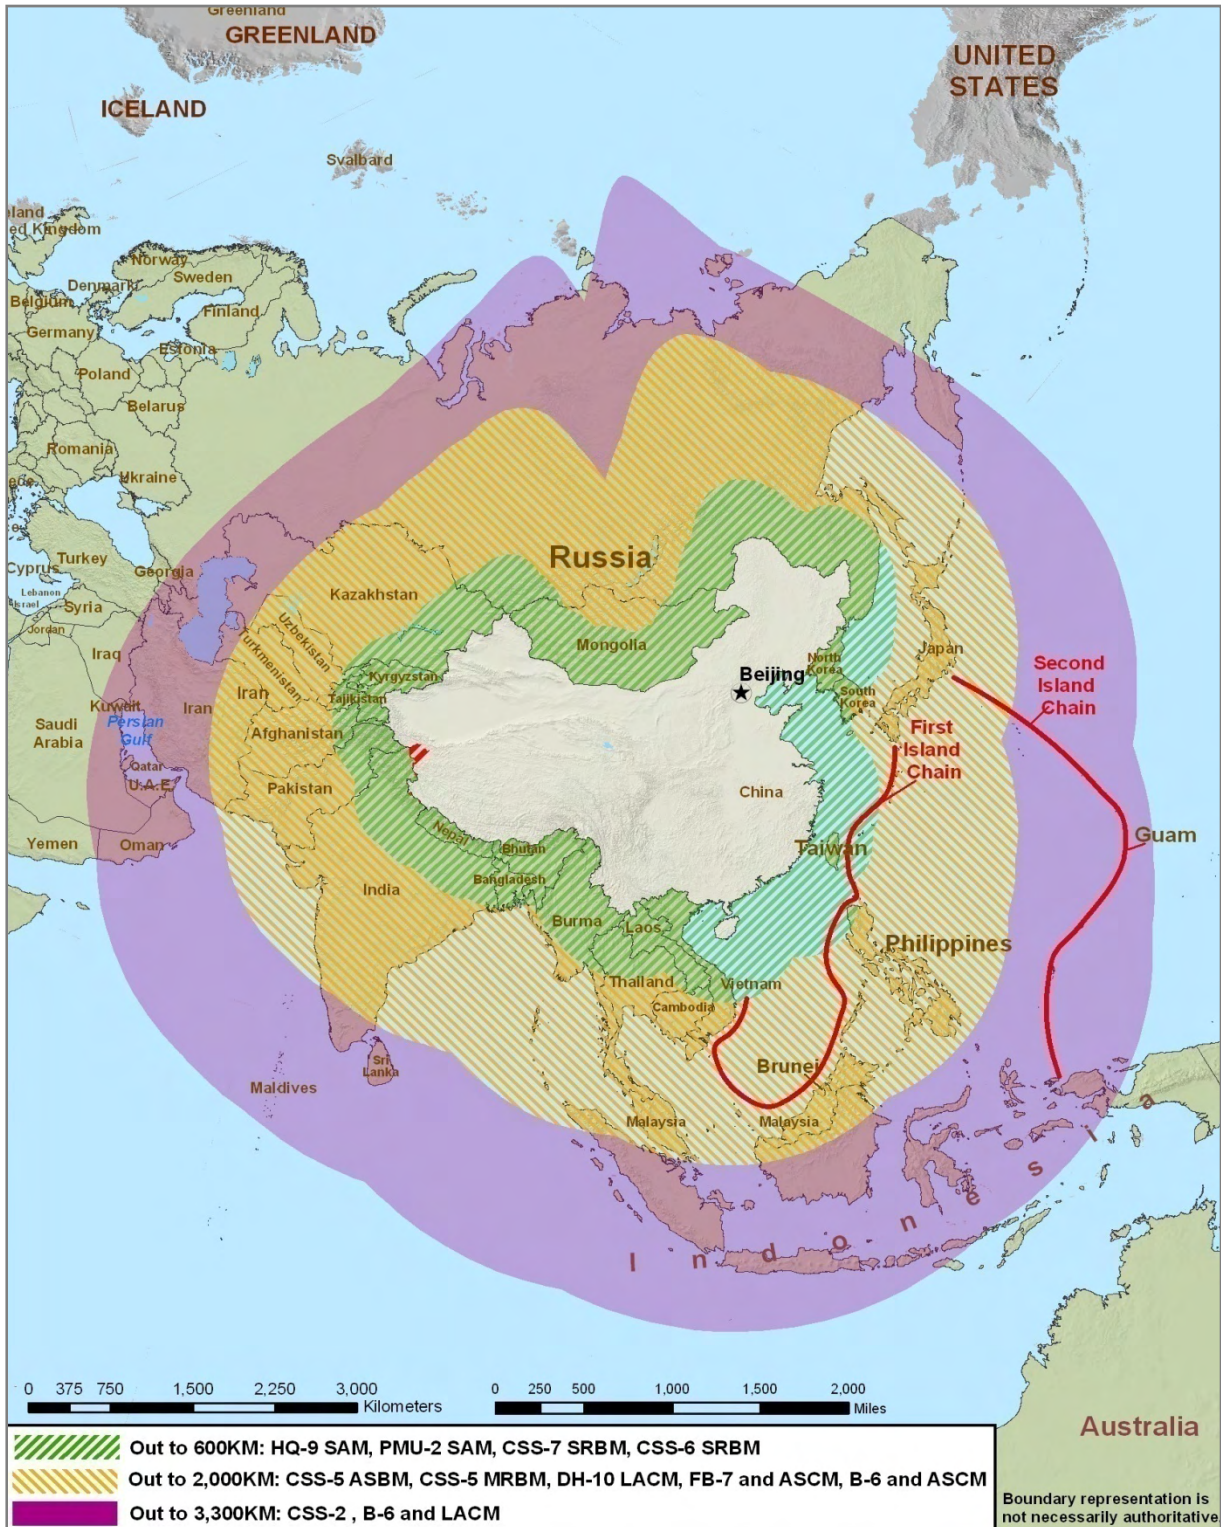 Greenland
GREENLAND
UNITED
STATES
ICELAND
Svalbard
eland
ed Kingdom
Norway
Sweden
Denmark
Belgium
Finland
Germany
Estonia
Poland
Belarus
Romania
Ukraine
ece
Turkey
Georgia
Cyprus
Lebanon
Israel
Syria
Jordan
Iraq
Kuwait
Persian
Gulf
Saudi
Arabia
Qatar
U.A.E.
Yemen
Oman
Russia
Kazakhstan
Uzbekistan
Turkmenistan
Kyrgyzstan
Tajikistan
Mongolia
Iran
Iran
Afghanistan
Pakistan
Beijing
North
Korea
South
Korea
Japan
Second
Island
Chain
First
Island
Chain
China
Nepal
Bhutan
Bangladesh
India
Taiwan
Guam
Burma
Laos
Philippines
Thailand
Vietnam
Cambodia
Sri
Lanka
Maldives
Brunei
Malaysia
Malaysia
Indonesia
Australia
0 375 750 1,500 2,250 3,000
Kilometers
0 250 500 1,000 1,500 2,000
Miles
Out to 600KM: HQ-9 SAM, PMU-2 SAM, CSS-7 SRBM, CSS-6 SRBM
Out to 2,000KM: CSS-5 ASBM, CSS-5 MRBM, DH-10 LACM, FB-7 and ASCM, B-6 and ASCM
Out to 3,300KM: CSS-2 , B-6 and LACM
Boundary representation is
not necessarily authoritative